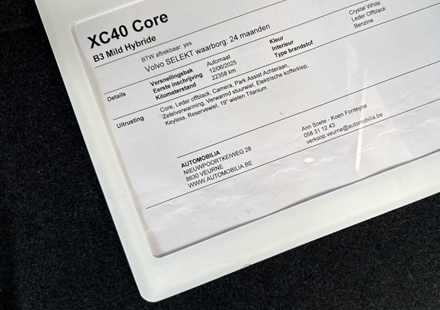 XC40 Core
B3 Mild Hybride
BTW aftrekbaar: yes
Volvo SELEKT waarborg: 24 maanden
Details
Versnellingsbak Automaat
Eerste inschrijving 12/06/2025
Kilometerstand 22358 km
Kleur Crystal White
Interieur Leder Offblack
Type brandstof Benzine
Uitrusting
Core, Leder offblack, Camera, Park Assist Achteraan,
Zetelverwarming, Verwarmd stuurwiel, Elektrische kofferklep,
Keyless, Reservewiel, 19" wielen Titanium
AUTOMOBILIA
NIEUWPOORTKEIWEG 28
8630 VEURNE
WWW.AUTOMOBILIA.BE
Ann Soete - Koen Fonteyne
058 31 12 43
verkoop.veurne@automobilia.be